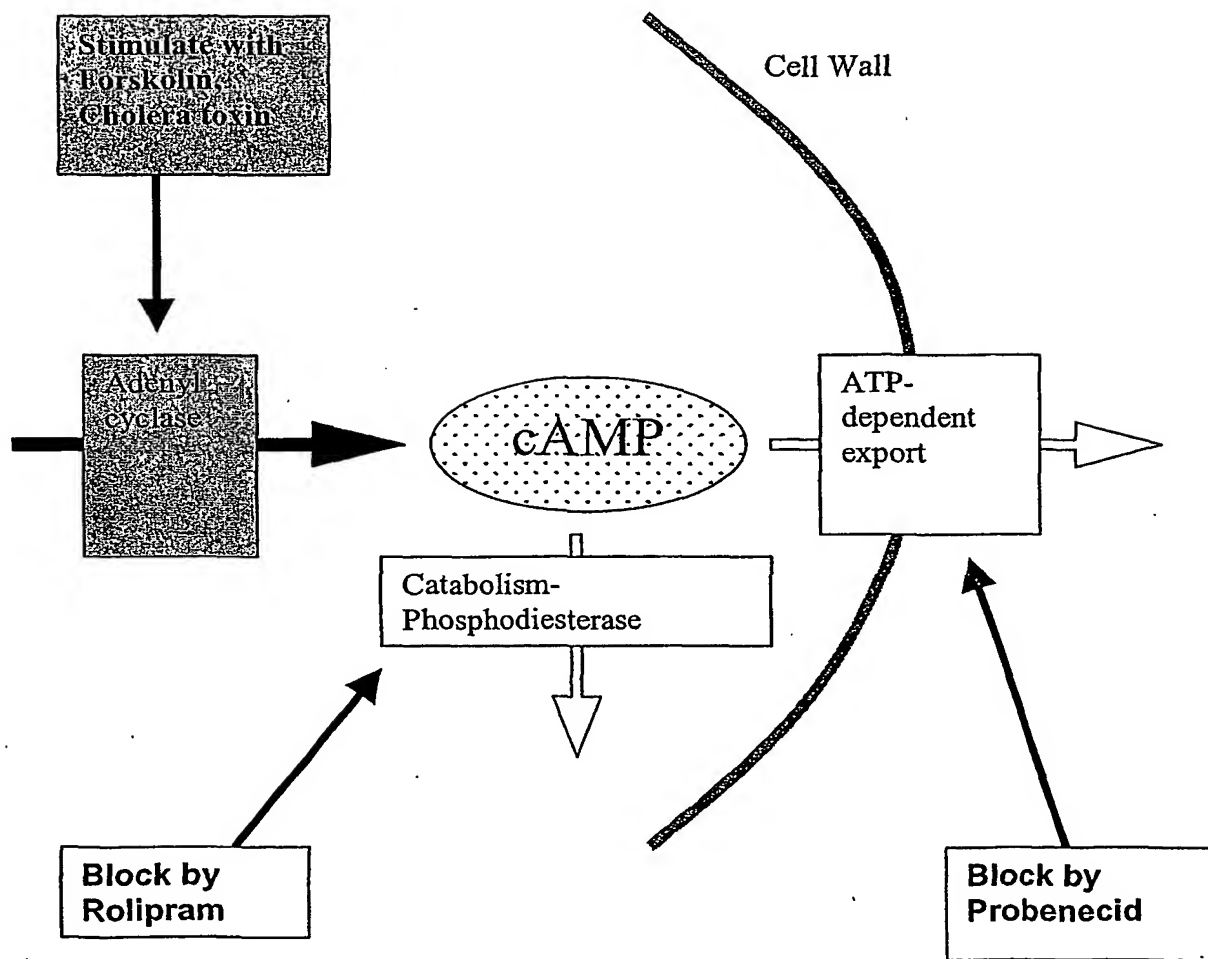 Stimulate with
Forskolin,
Cholera toxin
Cell Wall
Adenyl
cyclase
cAMP
ATP-
dependent
export
Catabolism-
Phosphodiesterase
Block by
Rolipram
Block by
Probenecid